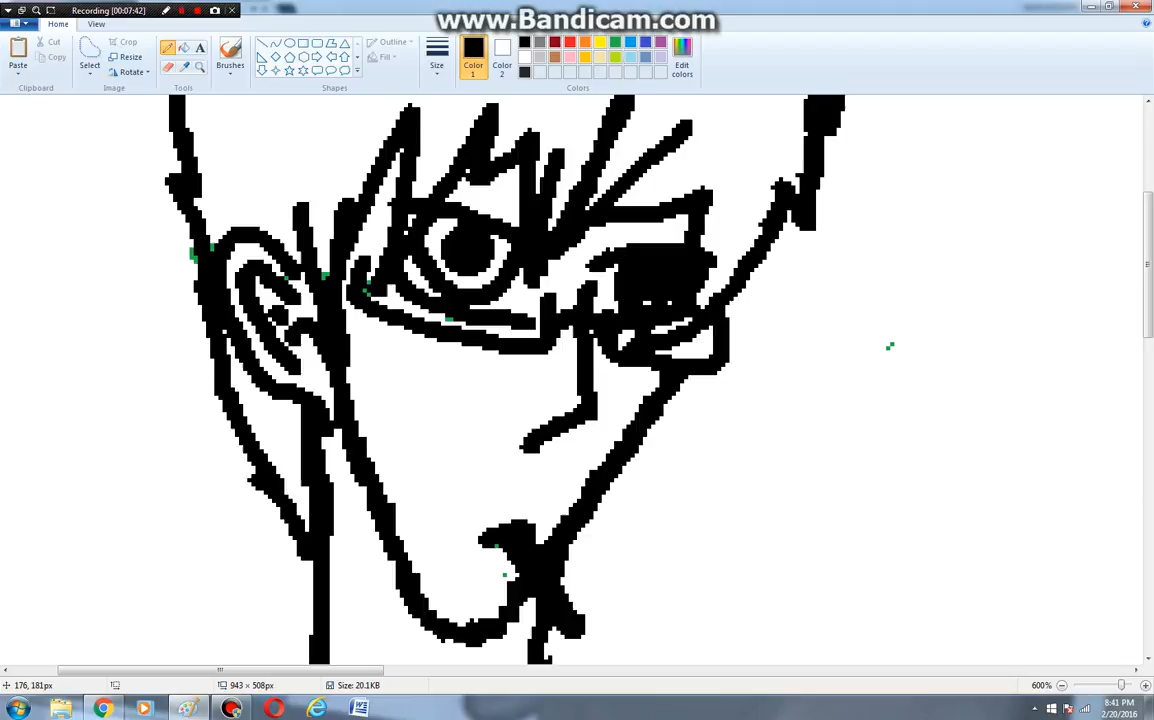 Recording [00:07:42]
www.Bandicam.com
Home
View
Paste
Cut
Copy
Clipboard
Select
Crop
Resize
Rotate
Image
A
Tools
Brushes
Shapes
Outline
Fill
Size
Color
1
Color
2
Colors
Edit
colors
176, 181px
943 × 508px
Size: 20.1KB
600%
8:41 PM
2/20/2016